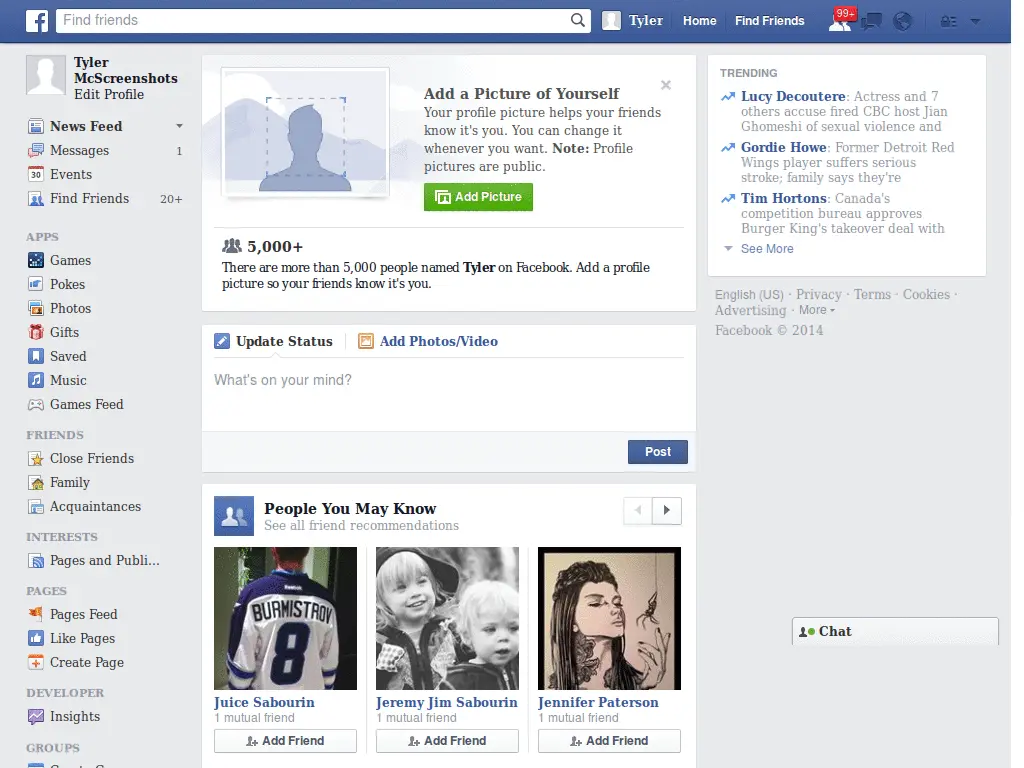 Find friends
Tyler
Home
Find Friends
99+
Tyler
McScreenshots
Edit Profile
News Feed
Messages 1
Events
Find Friends 20+
APPS
Games
Pokes
Photos
Gifts
Saved
Music
Games Feed
FRIENDS
Close Friends
Family
Acquaintances
INTERESTS
Pages and Publi...
PAGES
Pages Feed
Like Pages
Create Page
DEVELOPER
Insights
GROUPS
Add a Picture of Yourself
Your profile picture helps your friends
know it's you. You can change it
whenever you want. Note: Profile
pictures are public.
Add Picture
5,000+
There are more than 5,000 people named Tyler on Facebook. Add a profile
picture so your friends know it's you.
Update Status
Add Photos/Video
What's on your mind?
Post
People You May Know
See all friend recommendations
BURMISTROV
8
Juice Sabourin
1 mutual friend
Add Friend
Jeremy Jim Sabourin
1 mutual friend
Add Friend
Jennifer Paterson
1 mutual friend
Add Friend
TRENDING
Lucy Decoutere: Actress and 7
others accuse fired CBC host Jian
Ghomeshi of sexual violence and
Gordie Howe: Former Detroit Red
Wings player suffers serious
stroke; family says they're
Tim Hortons: Canada's
competition bureau approves
Burger King's takeover deal with
See More
English (US) · Privacy · Terms · Cookies ·
Advertising · More
Facebook © 2014
Chat